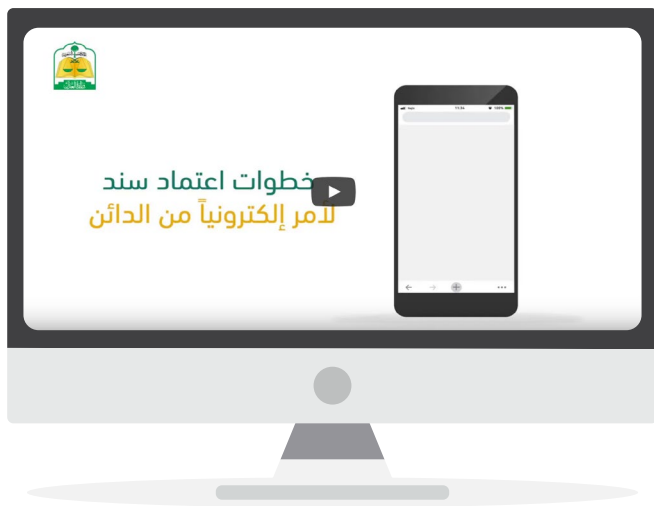 خطوات اعتماد سند
لأمر إلكترونياً من الدائن